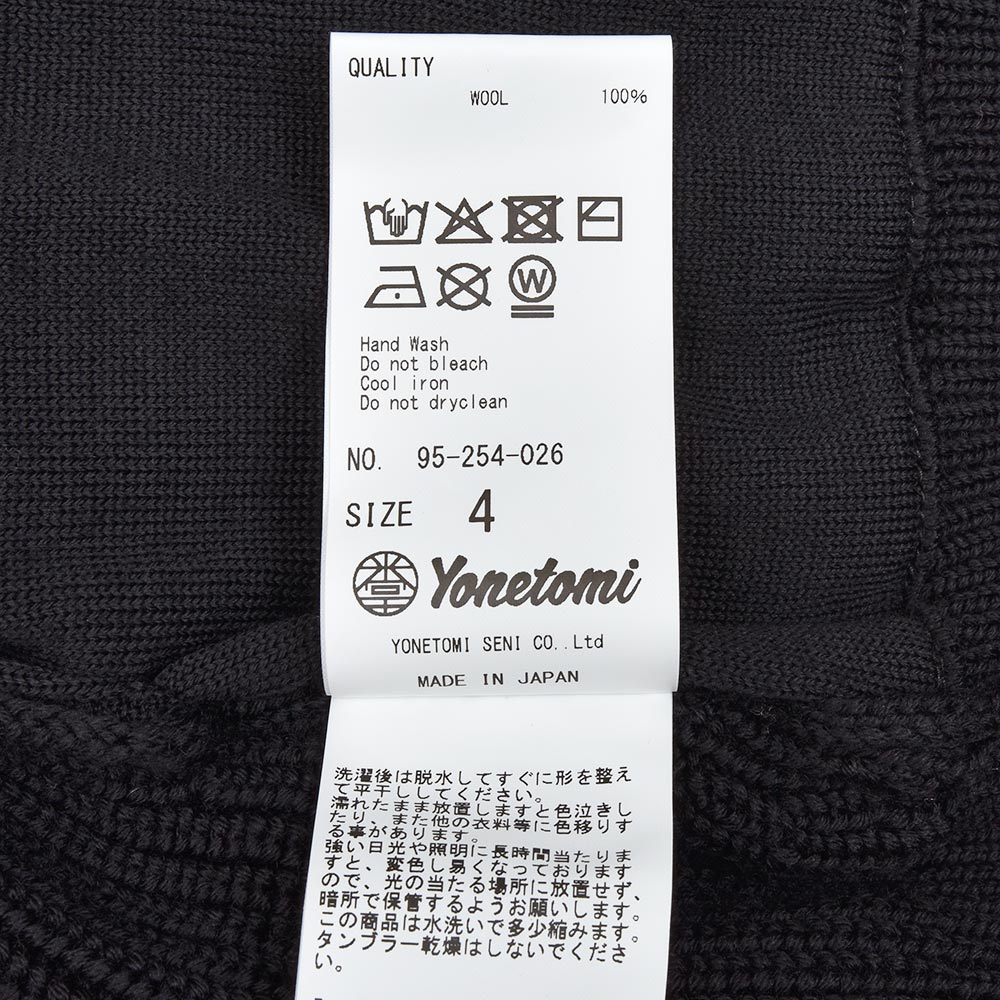 QUALITY
WOOL 100%
W
Hand Wash
Do not bleach
Cool iron
Do not dryclean
NO. 95-254-026
SIZE 4
Yonetomi
YONETOMI SENI CO.,Ltd
MADE IN JAPAN
洗濯後は脱水してすぐに形を整え
て平干ししてください。
濡れたまま放置しますと色泣きし
たり、また他の衣料等に色移りす
る事があります。
強い日光や照明に長時間当たりま
すと、変色し易くなっております
ので、光の当たる場所に放置せず、
暗所で保管するようお願いします。
この商品は水洗いで多少縮みます。
タンブラー乾燥はしないでくださ
い。